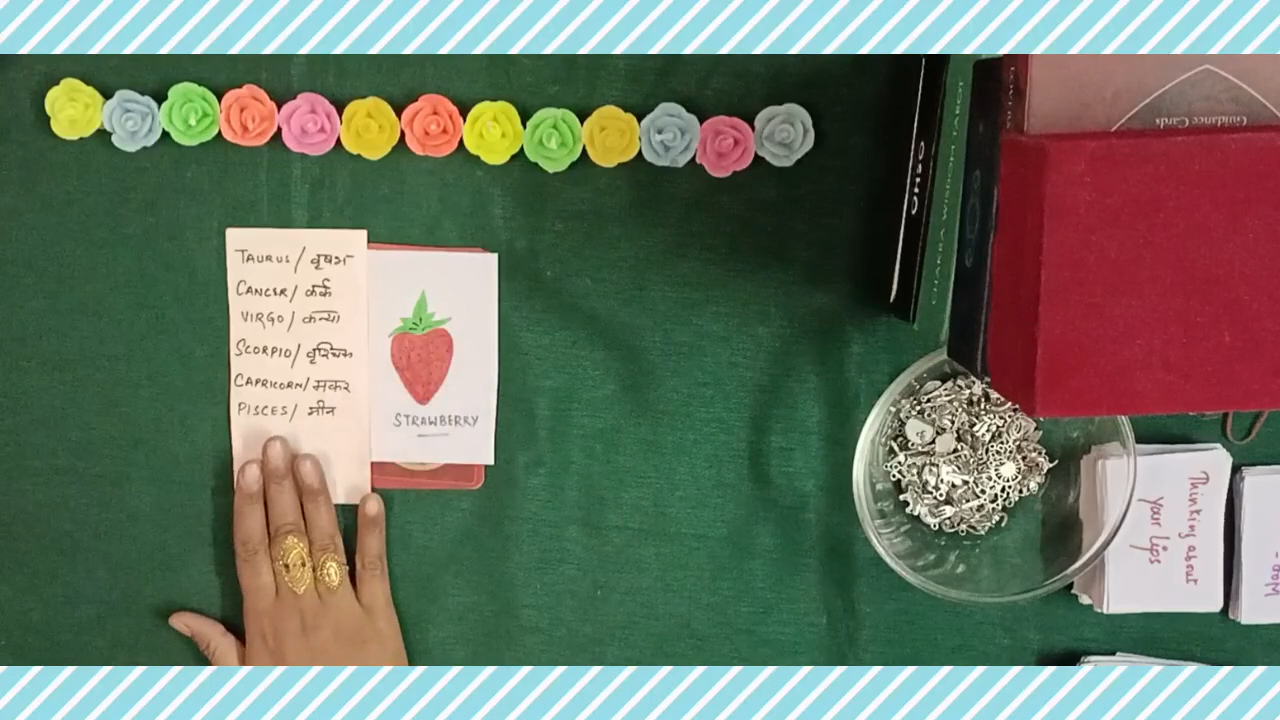 TAURUS/ वृषभ
CANCER/ कर्क
VIRGO/ कन्या
SCORPIO/ वृश्चिक
CAPRICORN/ मकर
PISCES/ मीन
STRAWBERRY
OSHO
CHAKRA WISDOM TAROT
Guidance Cards
Thinking about
your lips